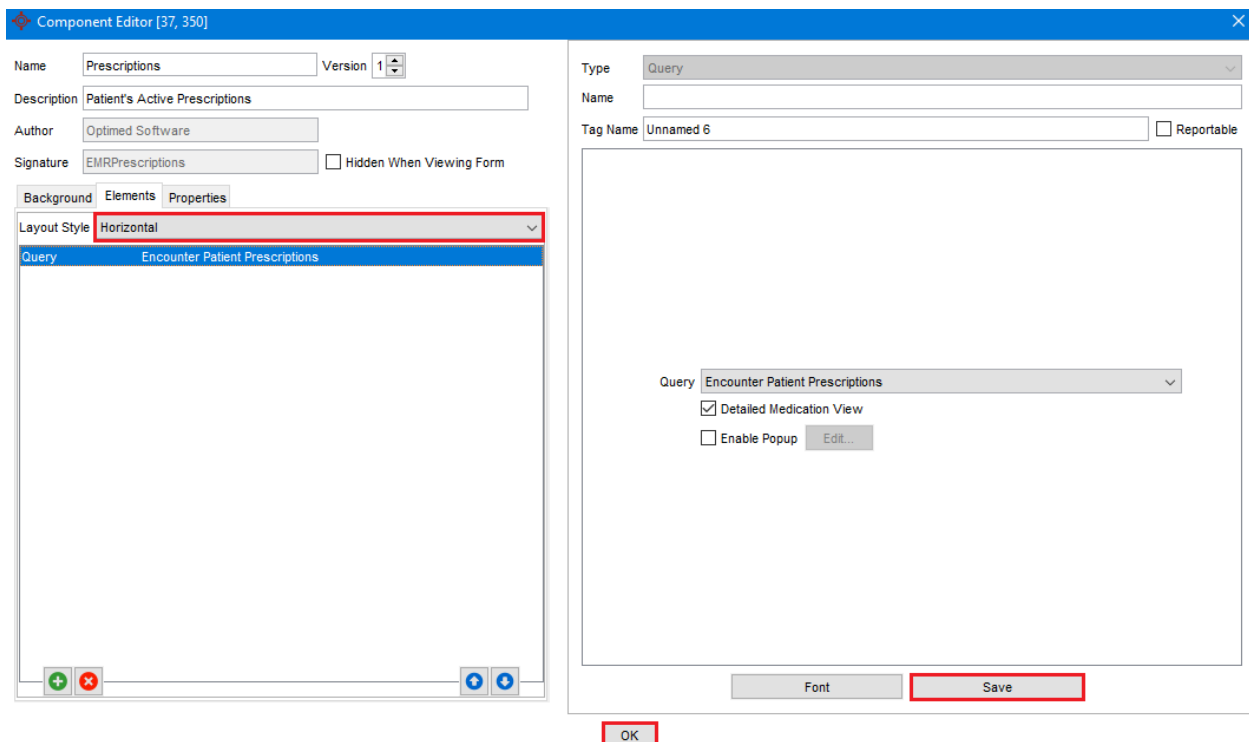 Component Editor [37, 350]
Name Prescriptions Version 1
Description Patient's Active Prescriptions
Author Optimed Software
Signature EMRPrescriptions Hidden When Viewing Form
Background Elements Properties
Layout Style Horizontal
Query Encounter Patient Prescriptions
Type Query
Name
Tag Name Unnamed 6 Reportable
Query Encounter Patient Prescriptions
Detailed Medication View
Enable Popup Edit...
Font Save
OK